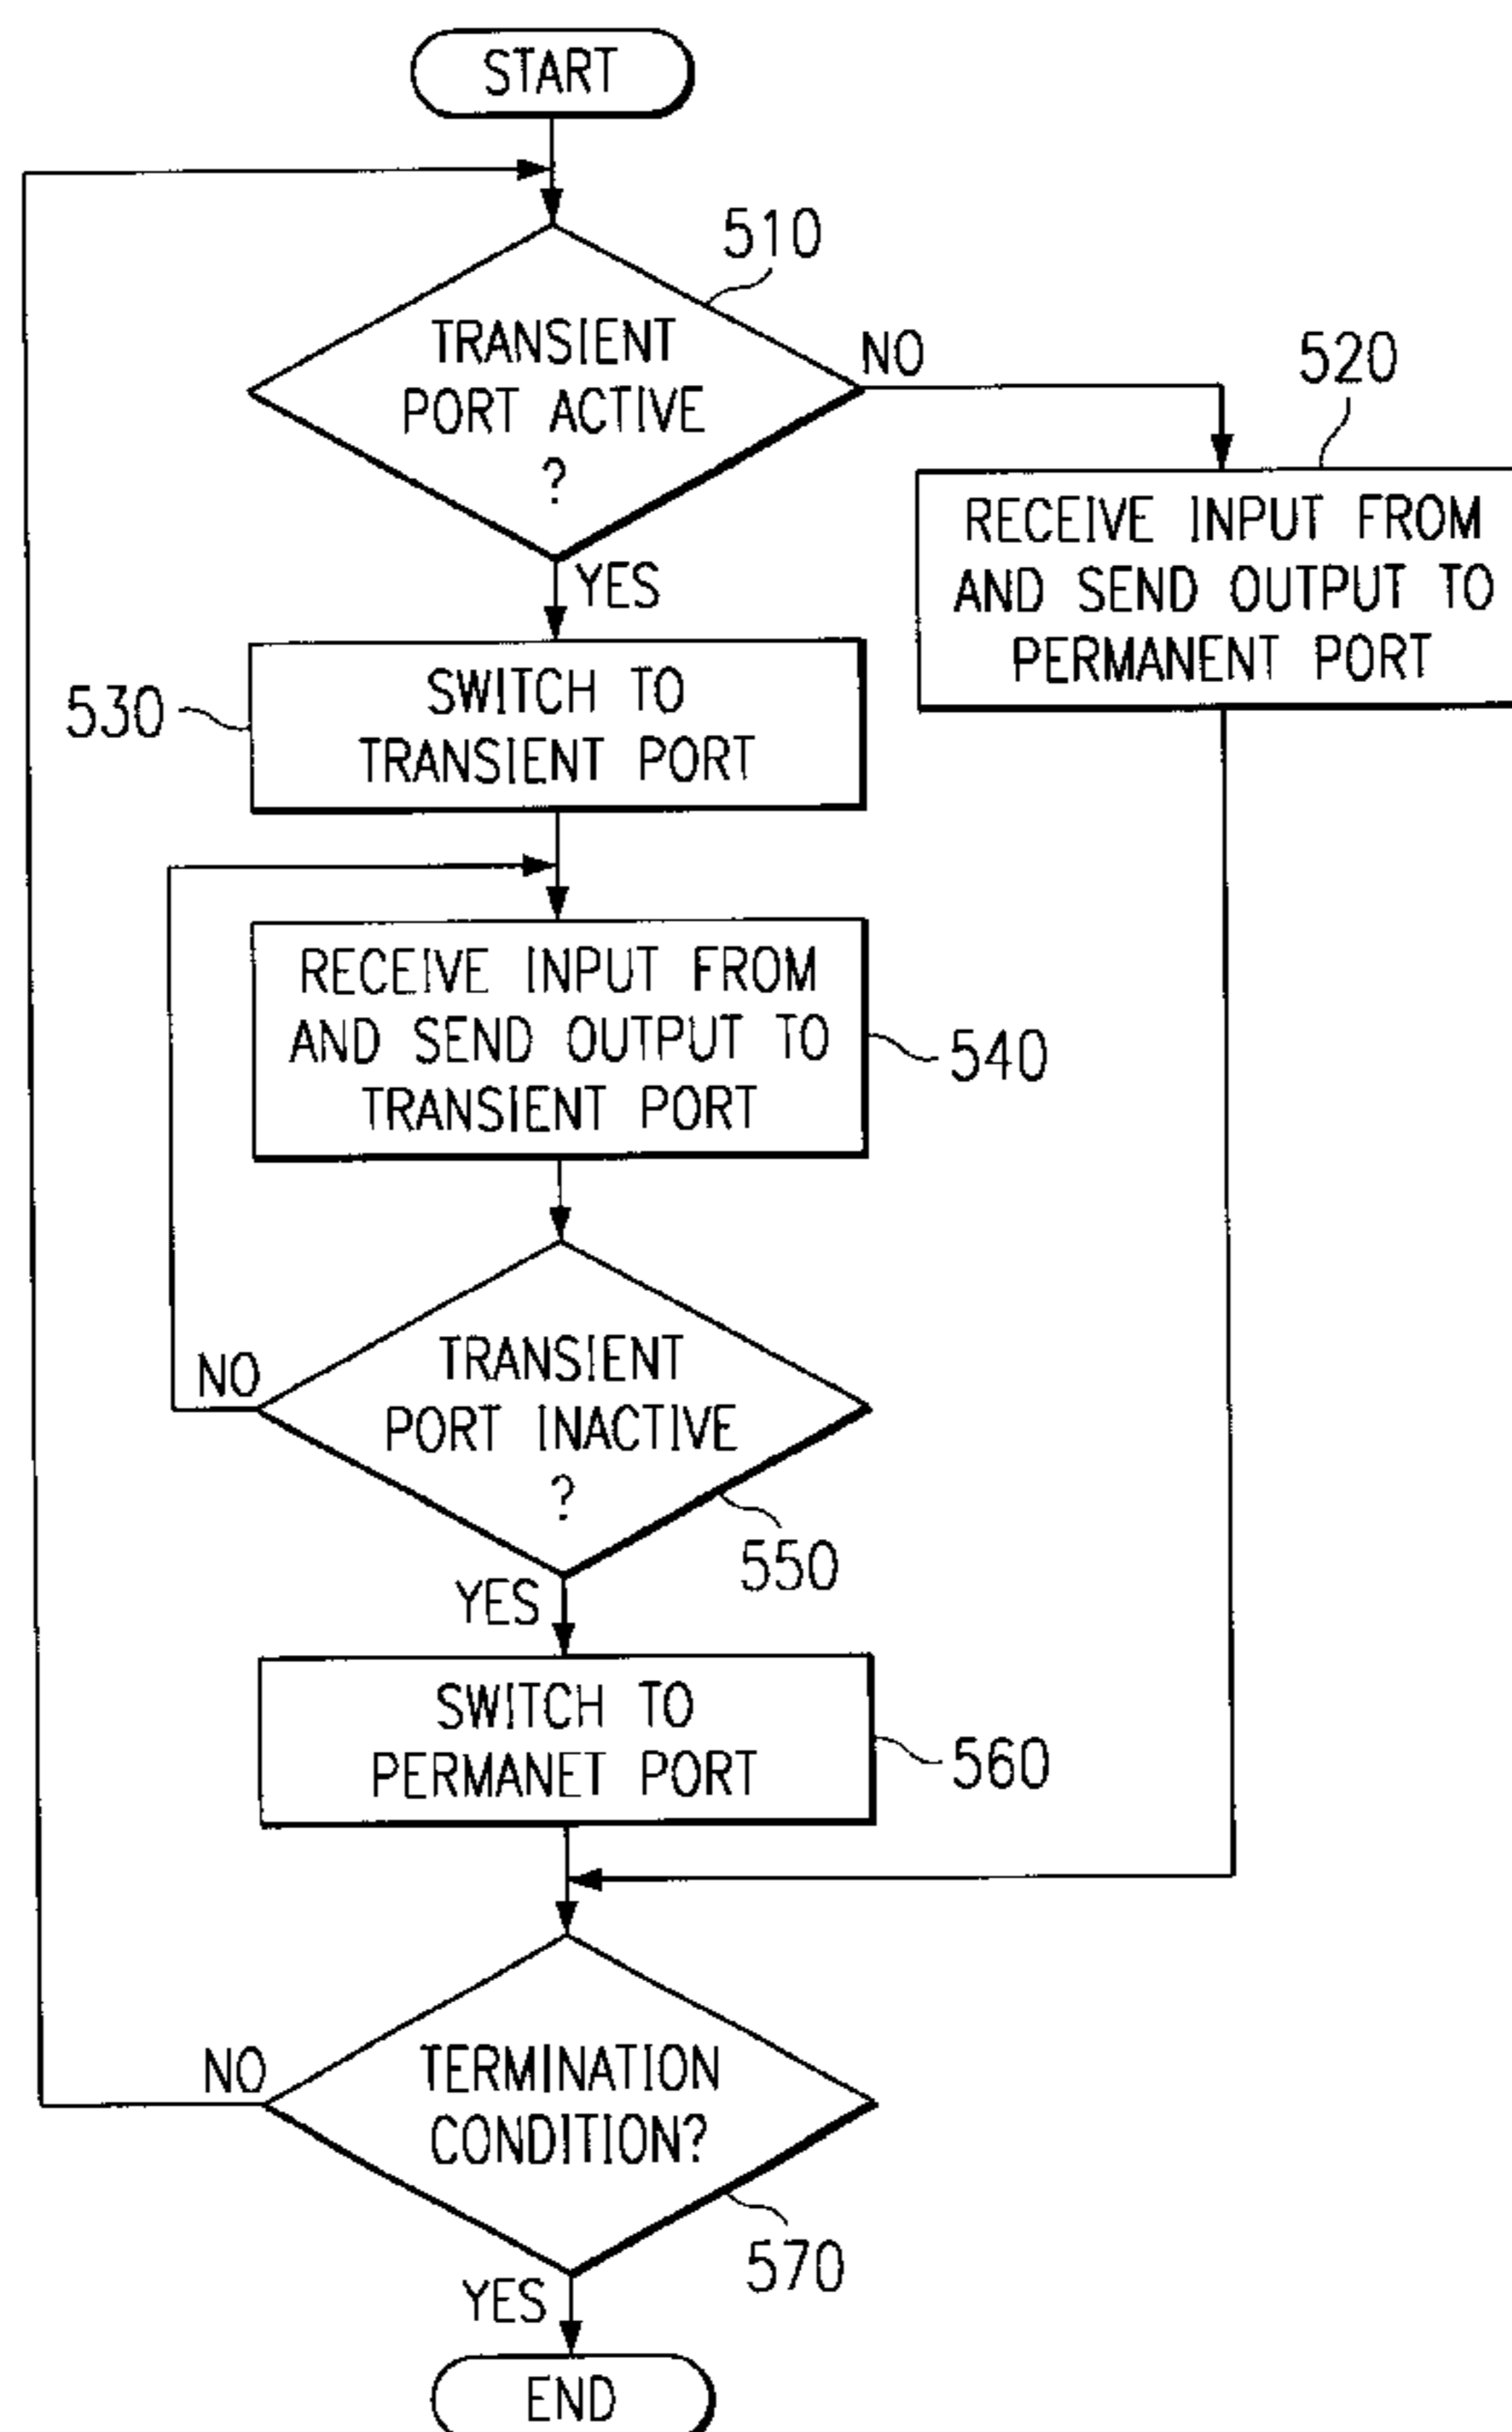 START
510
TRANSIENT
PORT ACTIVE
?
NO
520
RECEIVE INPUT FROM
AND SEND OUTPUT TO
PERMANENT PORT
YES
530
SWITCH TO
TRANSIENT PORT
RECEIVE INPUT FROM
AND SEND OUTPUT TO
TRANSIENT PORT
540
TRANSIENT
PORT INACTIVE
?
NO
550
YES
SWITCH TO
PERMANET PORT
560
NO
TERMINATION
CONDITION?
570
YES
END